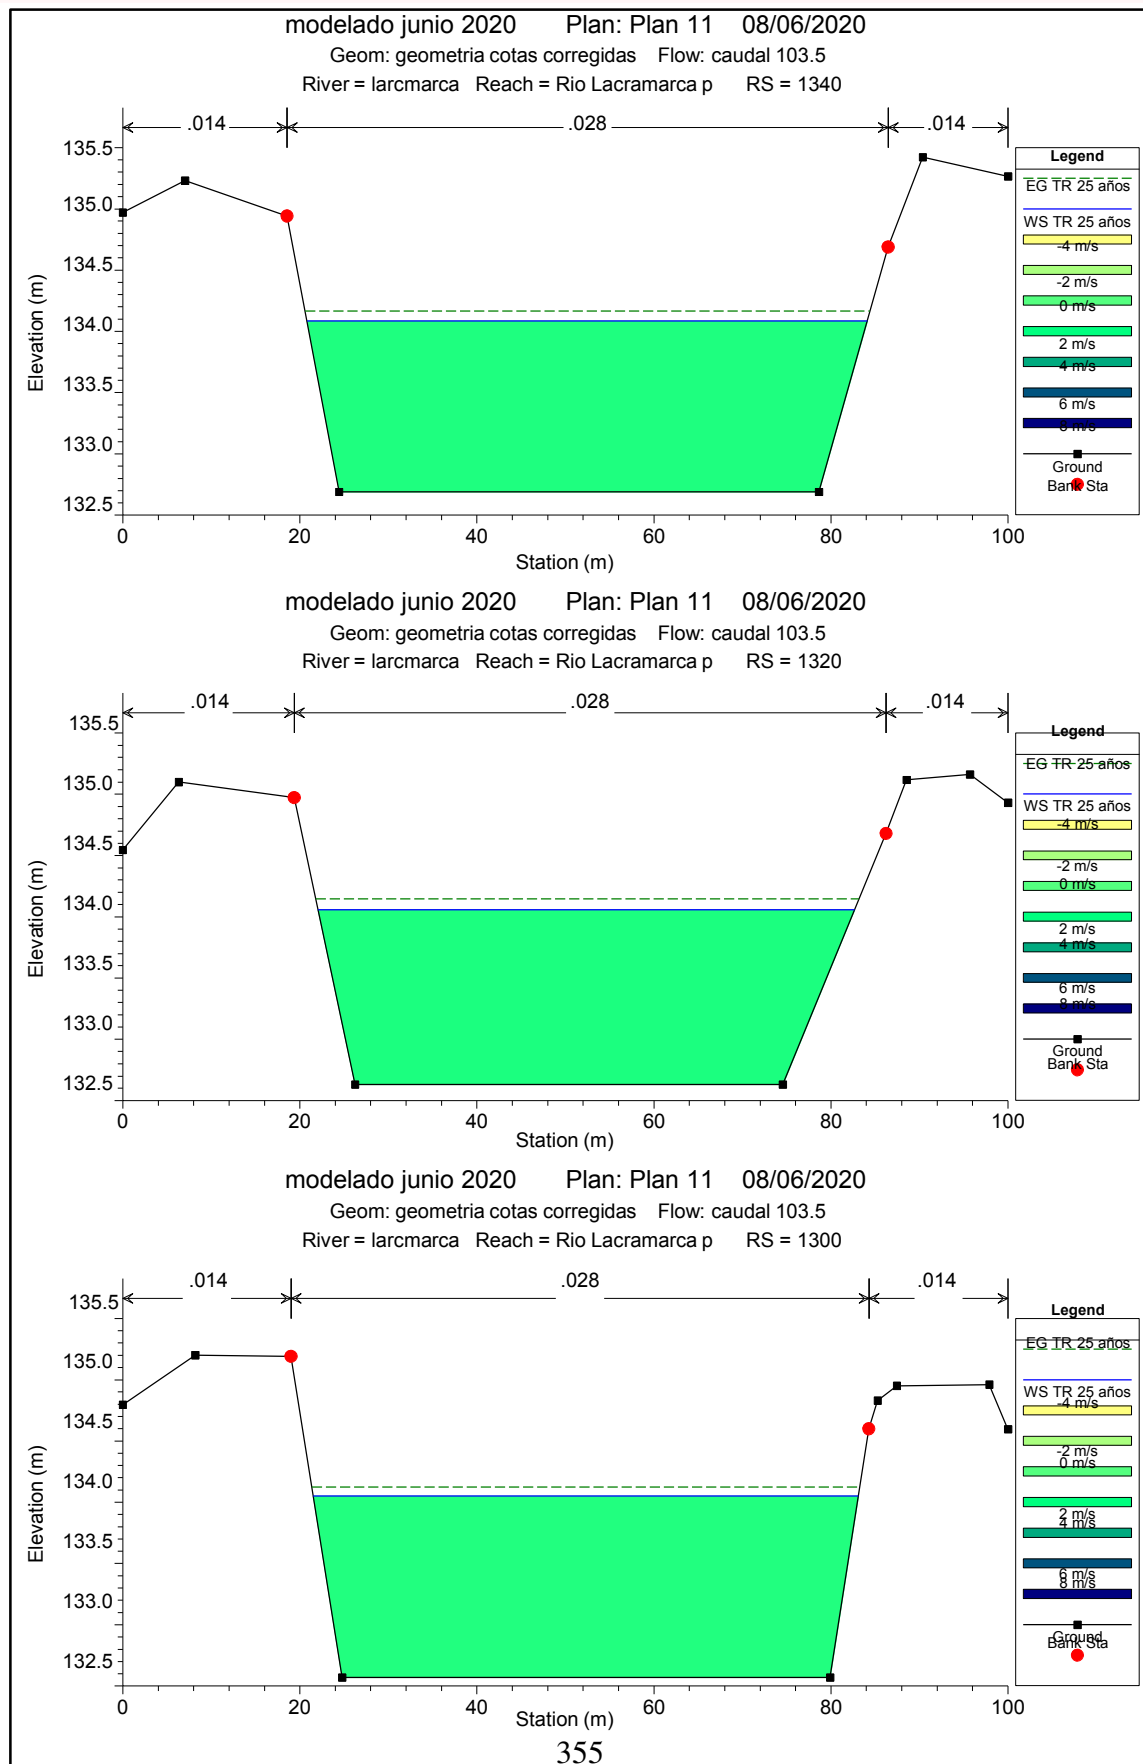 modelado junio 2020 Plan: Plan 11 08/06/2020
Geom: geometria cotas corregidas Flow: caudal 103.5
River = larcmarca Reach = Rio Lacramarca p RS = 1340
.014 .028 .014
135.5
135.0
134.5
134.0
133.5
133.0
132.5
Elevation (m)
0 20 40 60 80 100
Station (m)
Legend
EG TR 25 años
WS TR 25 años
-4 m/s
-2 m/s
0 m/s
2 m/s
4 m/s
6 m/s
8 m/s
Ground
Bank Sta
modelado junio 2020 Plan: Plan 11 08/06/2020
Geom: geometria cotas corregidas Flow: caudal 103.5
River = larcmarca Reach = Rio Lacramarca p RS = 1320
.014 .028 .014
135.5
135.0
134.5
134.0
133.5
133.0
132.5
Elevation (m)
0 20 40 60 80 100
Station (m)
Legend
EG TR 25 años
WS TR 25 años
-4 m/s
-2 m/s
0 m/s
2 m/s
4 m/s
6 m/s
8 m/s
Ground
Bank Sta
modelado junio 2020 Plan: Plan 11 08/06/2020
Geom: geometria cotas corregidas Flow: caudal 103.5
River = larcmarca Reach = Rio Lacramarca p RS = 1300
.014 .028 .014
135.5
135.0
134.5
134.0
133.5
133.0
132.5
Elevation (m)
0 20 40 60 80 100
Station (m)
Legend
EG TR 25 años
WS TR 25 años
-4 m/s
-2 m/s
0 m/s
2 m/s
4 m/s
6 m/s
8 m/s
Ground
Bank Sta
355